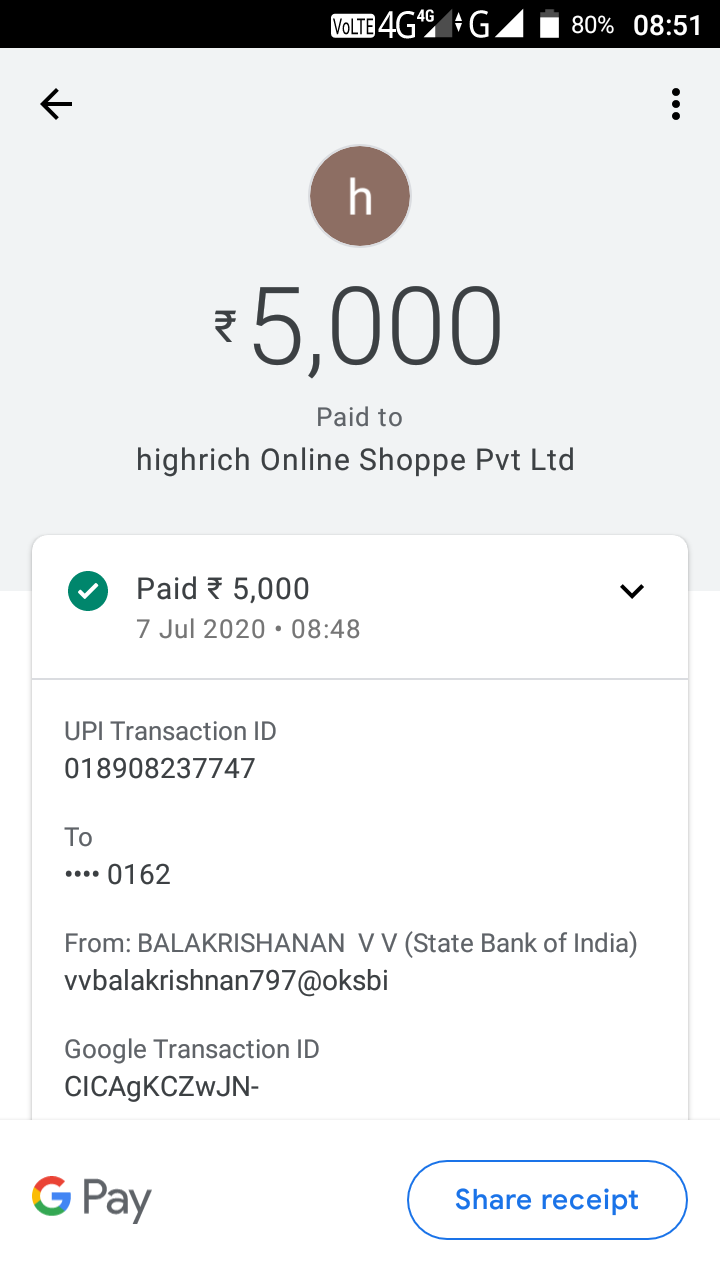 VoLTE 4G 4G G 80% 08:51
h
₹5,000
Paid to
highrich Online Shoppe Pvt Ltd
Paid ₹ 5,000
7 Jul 2020 • 08:48
UPI Transaction ID
018908237747
To
•••• 0162
From: BALAKRISHANAN  V V (State Bank of India)
vvbalakrishnan797@oksbi
Google Transaction ID
CICAgKCZwJN-
G Pay
Share receipt